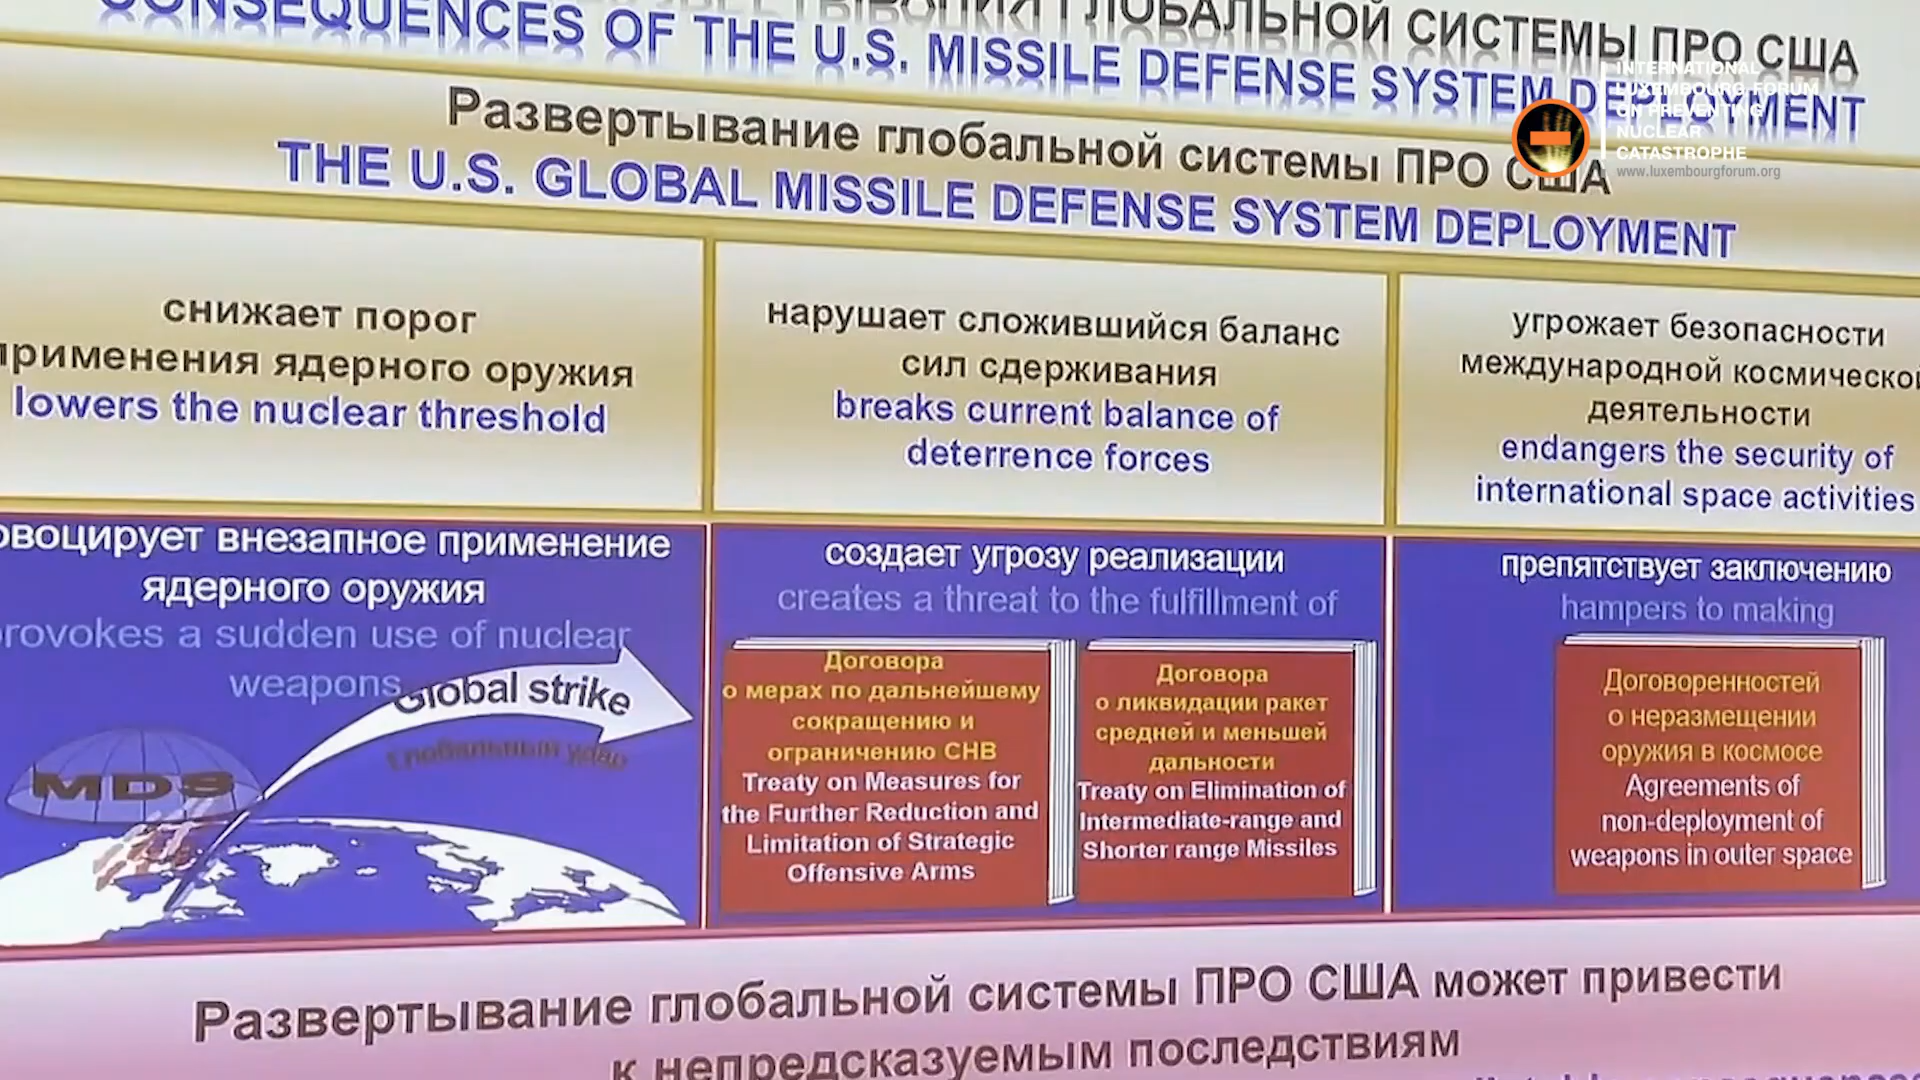 ГЛОБАЛЬНОЙ СИСТЕМЫ ПРО США
CONSEQUENCES OF THE U.S. MISSILE DEFENSE SYSTEM DEPLOYMENT
INTERNATIONAL
LUXEMBOURG FORUM
ON PREVENTING
NUCLEAR
CATASTROPHE
www.luxembourgforum.org
Развертывание глобальной системы ПРО США
THE U.S. GLOBAL MISSILE DEFENSE SYSTEM DEPLOYMENT
снижает порог
применения ядерного оружия
lowers the nuclear threshold
нарушает сложившийся баланс
сил сдерживания
breaks current balance of
deterrence forces
угрожает безопасности
международной космической
деятельности
endangers the security of
international space activities
овоцирует внезапное применение
ядерного оружия
rovokes a sudden use of nuclear
weapons
Global strike
Глобальный удар
MDS
создает угрозу реализации
creates a threat to the fulfillment of
Договора
о мерах по дальнейшему
сокращению и
ограничению СНВ
Treaty on Measures for
the Further Reduction and
Limitation of Strategic
Offensive Arms
Договора
о ликвидации ракет
средней и меньшей
дальности
Treaty on Elimination of
Intermediate-range and
Shorter range Missiles
препятствует заключению
hampers to making
Договоренностей
о неразмещении
оружия в космосе
Agreements of
non-deployment of
weapons in outer space
Развертывание глобальной системы ПРО США может привести
к непредсказуемым последствиям